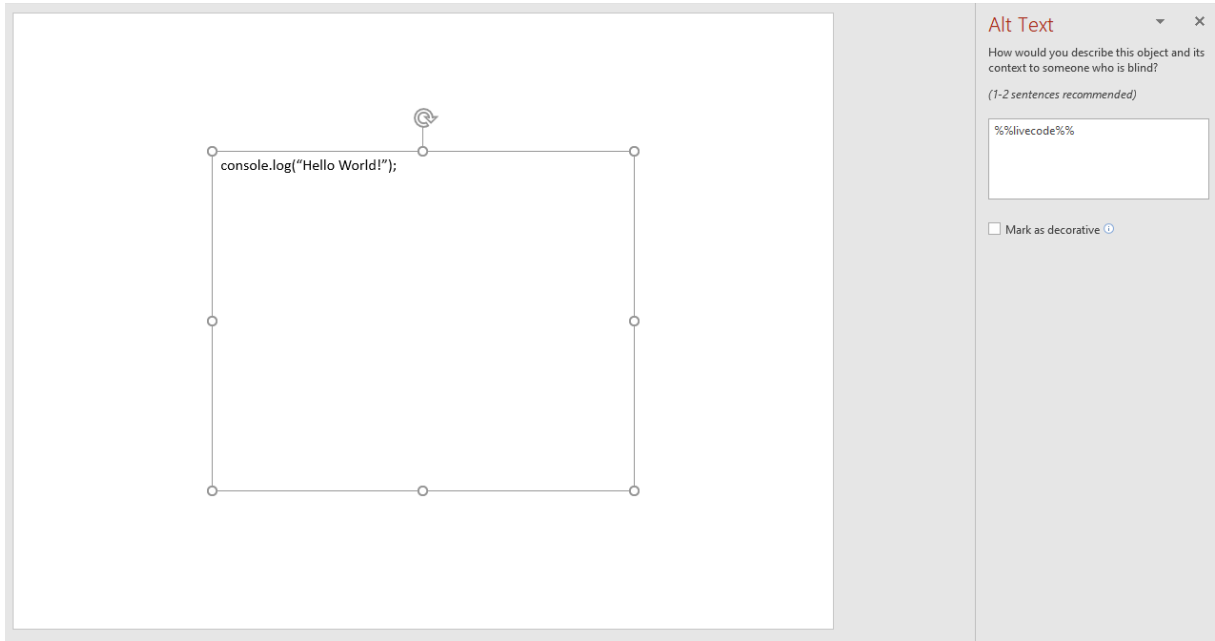 console.log(“Hello World!”);
Alt Text
How would you describe this object and its
context to someone who is blind?
(1-2 sentences recommended)
%%livecode%%
Mark as decorative